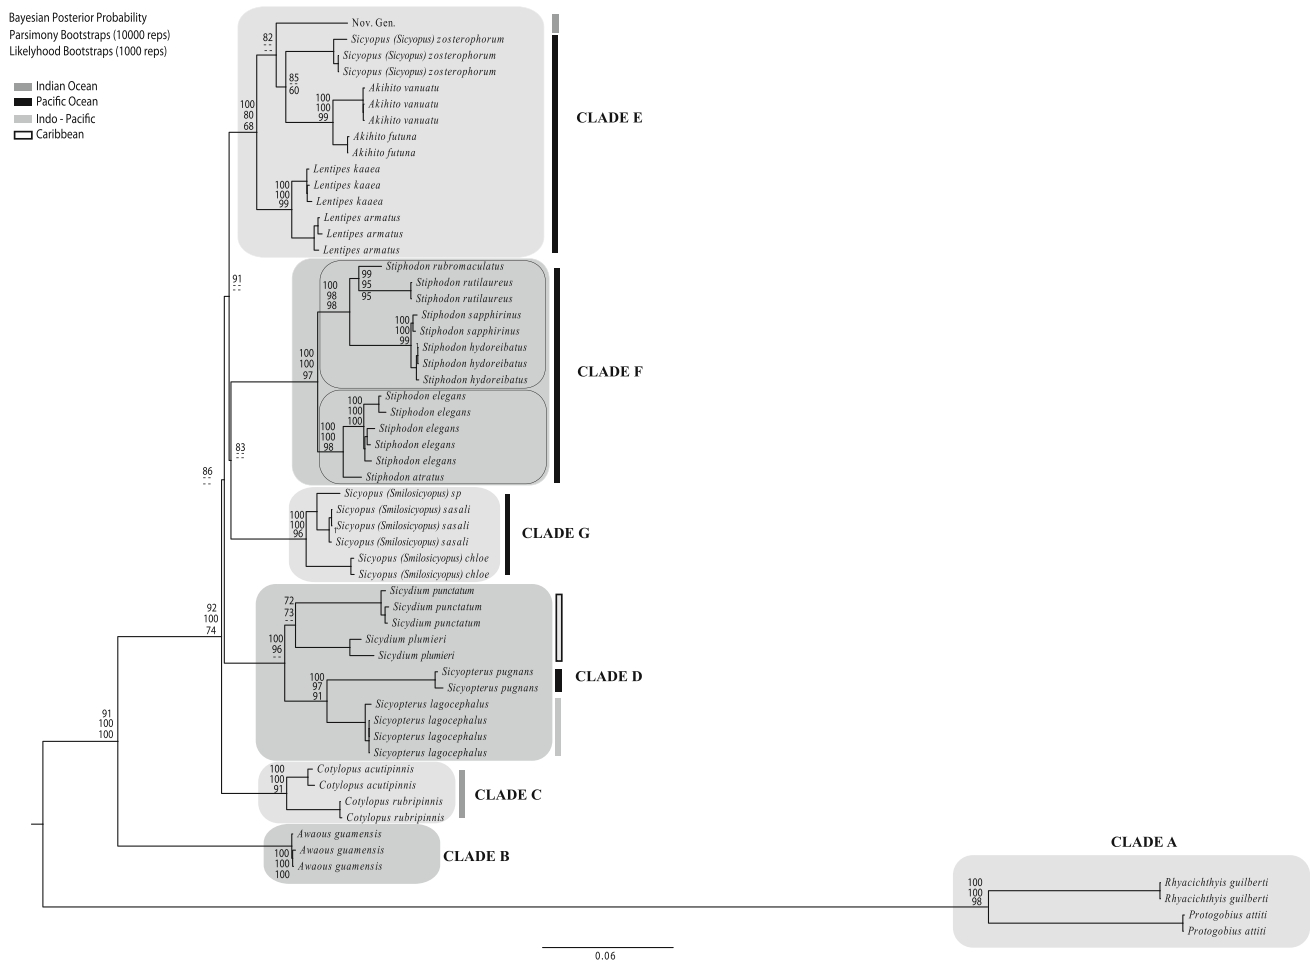 Bayesian Posterior Probability
Parsimony Bootstraps (10000 reps)
Likelyhood Bootstraps (1000 reps)
Indian Ocean
Pacific Ocean
Indo - Pacific
Caribbean
Nov. Gen.
82
--
Sicyopus (Sicyopus) zosterophorum
Sicyopus (Sicyopus) zosterophorum
Sicyopus (Sicyopus) zosterophorum
85
--
60
Akihito vanuatu
Akihito vanuatu
Akihito vanuatu
100
100
99
100
80
68
CLADE E
Akihito futuna
Akihito futuna
Lentipes kaaea
Lentipes kaaea
Lentipes kaaea
100
100
99
Lentipes armatus
Lentipes armatus
Lentipes armatus
91
--
Stiphodon rubromaculatus
99
95
95
Stiphodon rutilaureus
Stiphodon rutilaureus
100
98
98
Stiphodon sapphirinus
Stiphodon sapphirinus
100
100
99
Stiphodon hydoreibatus
Stiphodon hydoreibatus
Stiphodon hydoreibatus
100
100
97
CLADE F
Stiphodon elegans
Stiphodon elegans
100
100
100
Stiphodon elegans
Stiphodon elegans
Stiphodon elegans
100
100
98
Stiphodon atratus
83
--
86
--
Sicyopus (Smilosicyopus) sp
Sicyopus (Smilosicyopus) sasali
Sicyopus (Smilosicyopus) sasali
Sicyopus (Smilosicyopus) sasali
100
100
96
CLADE G
Sicyopus (Smilosicyopus) chloe
Sicyopus (Smilosicyopus) chloe
Sicydium punctatum
Sicydium punctatum
Sicydium punctatum
72
73
--
92
100
74
Sicydium plumieri
Sicydium plumieri
100
96
--
Sicyopterus pugnans
Sicyopterus pugnans
CLADE D
100
97
91
Sicyopterus lagocephalus
Sicyopterus lagocephalus
Sicyopterus lagocephalus
Sicyopterus lagocephalus
91
100
100
Cotylopus acutipinnis
Cotylopus acutipinnis
100
100
91
Cotylopus rubripinnis
Cotylopus rubripinnis
CLADE C
Awaous guamensis
Awaous guamensis
Awaous guamensis
100
100
100
CLADE B
CLADE A
100
100
98
Rhyacichthyis guilberti
Rhyacichthyis guilberti
Protogobius attiti
Protogobius attiti
0.06